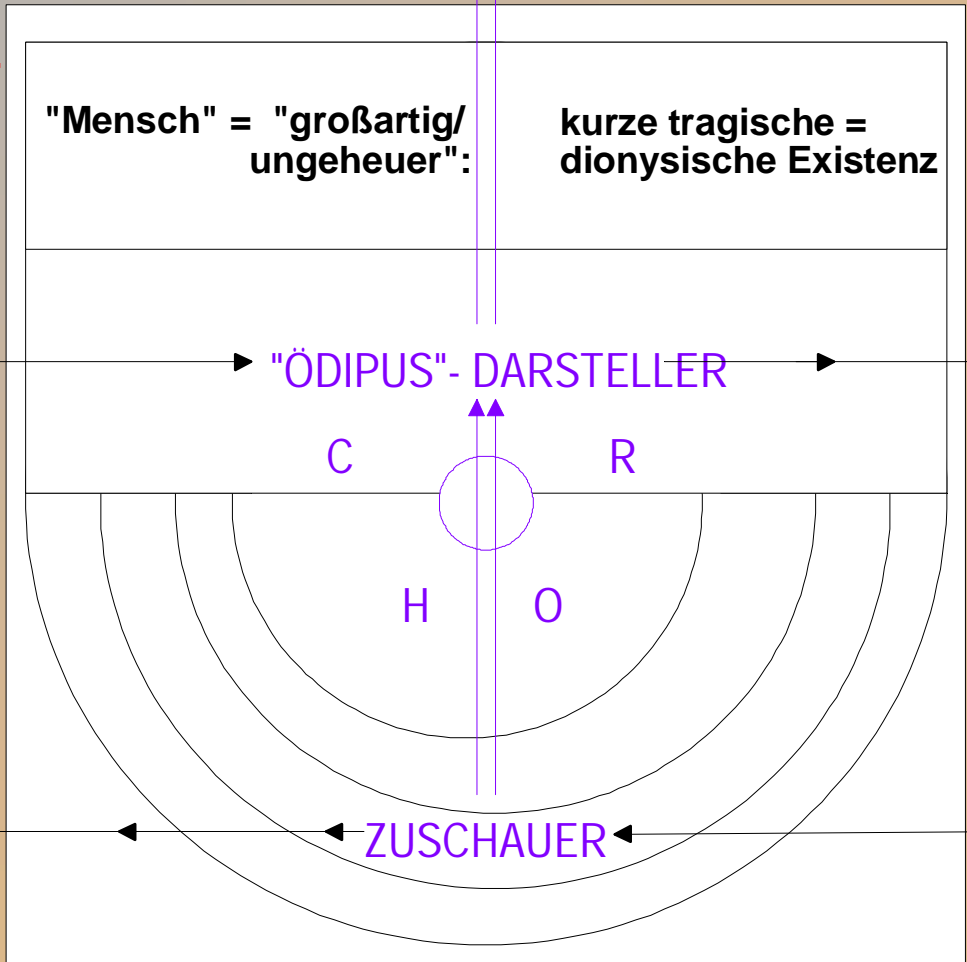 "Mensch" = "großartig/
ungeheuer":
kurze tragische =
dionysische Existenz
"ÖDIPUS"- DARSTELLER
C R
H O
ZUSCHAUER